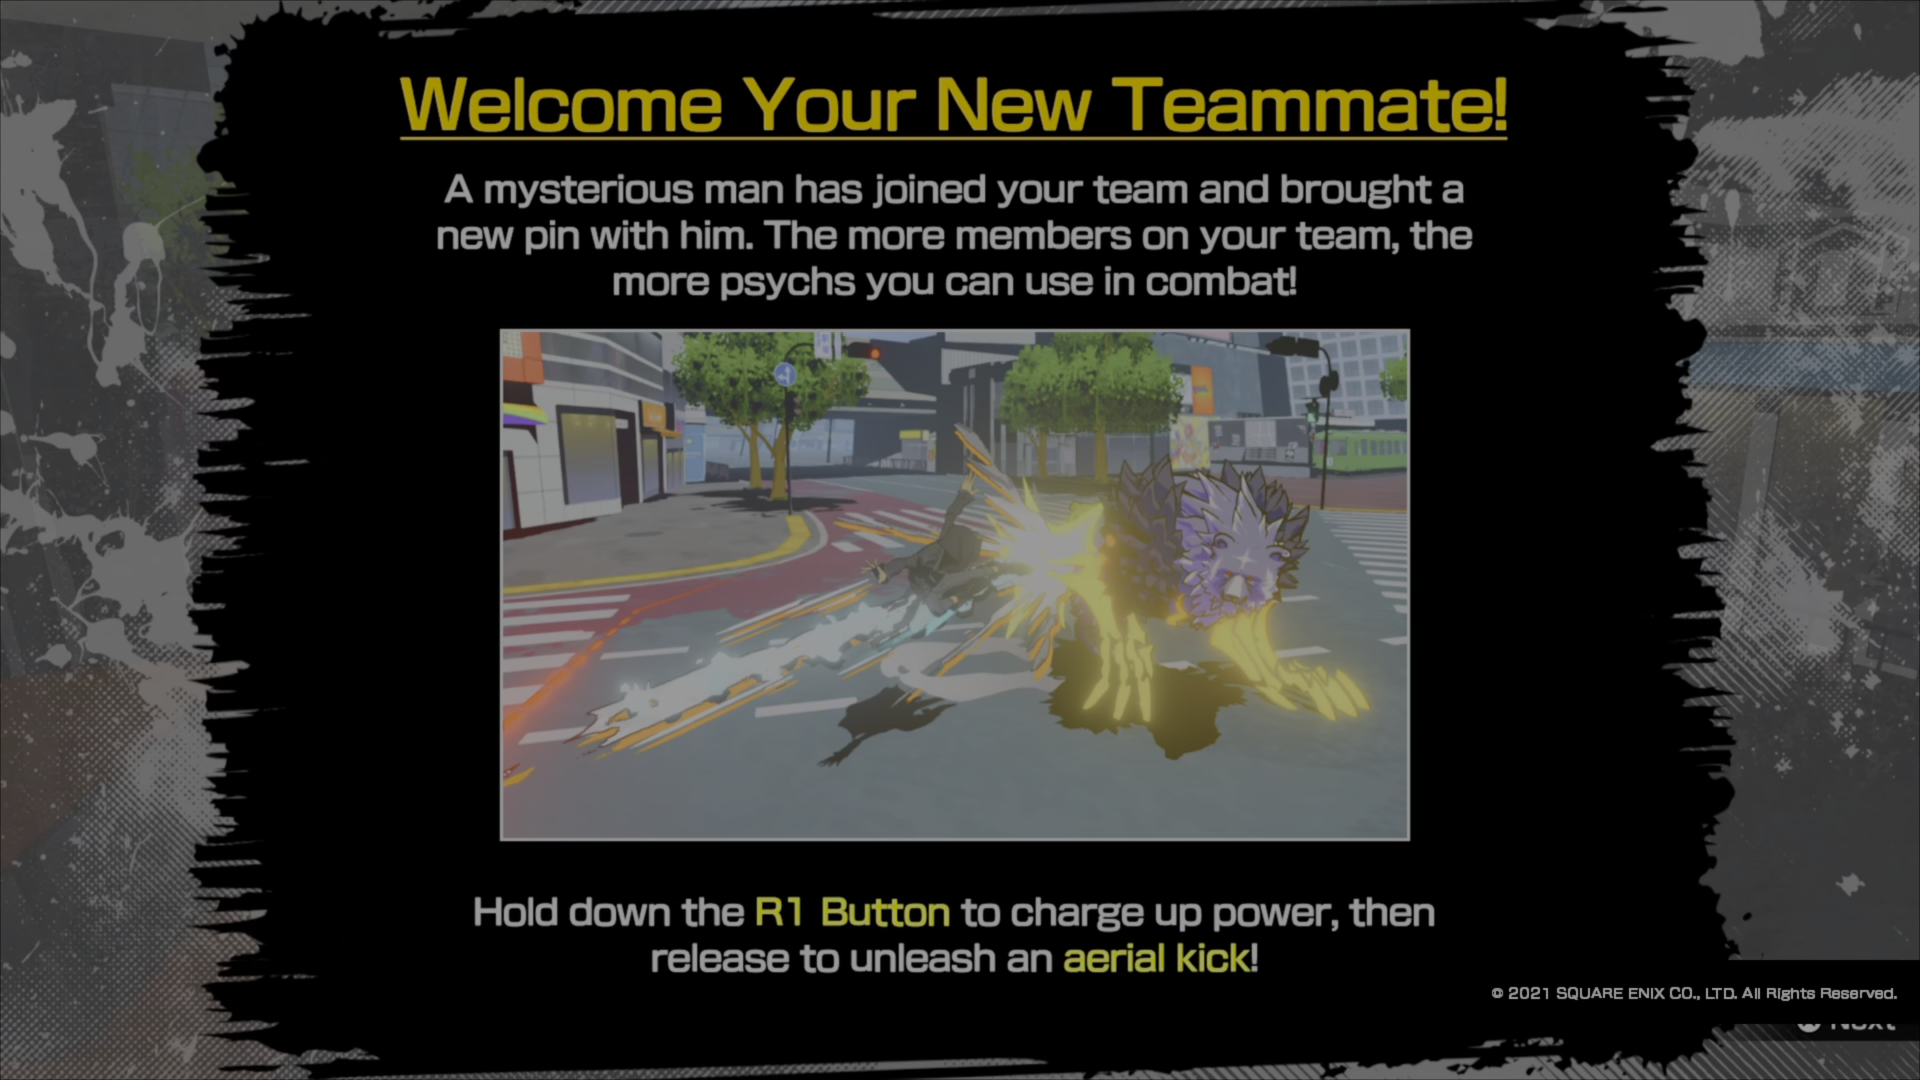 Welcome Your New Teammate!
A mysterious man has joined your team and brought a
new pin with him. The more members on your team, the
more psychs you can use in combat!
Hold down the R1 Button to charge up power, then
release to unleash an aerial kick!
© 2021 SQUARE ENIX CO., LTD. All Rights Reserved.
Next